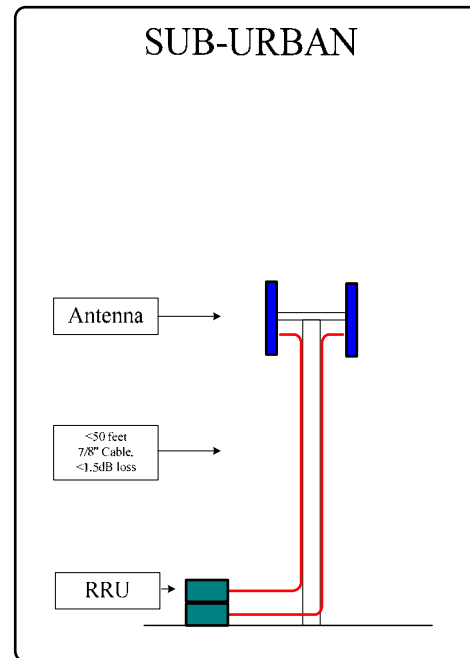 SUB-URBAN
Antenna
<50 feet
7/8" Cable,
<1.5dB loss
RRU